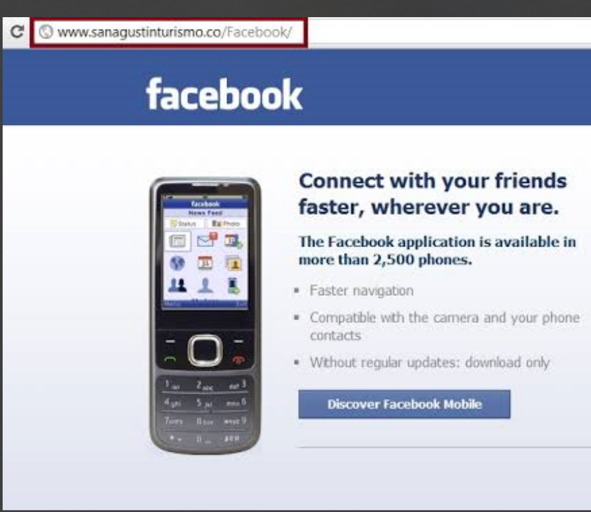 www.sanagustinturismo.co/Facebook/
facebook
Connect with your friends
faster, wherever you are.
The Facebook application is available in
more than 2,500 phones.
▪ Faster navigation
▪ Compatible with the camera and your phone
contacts
▪ Without regular updates: download only
Discover Facebook Mobile
facebook
News Feed
Status Photo